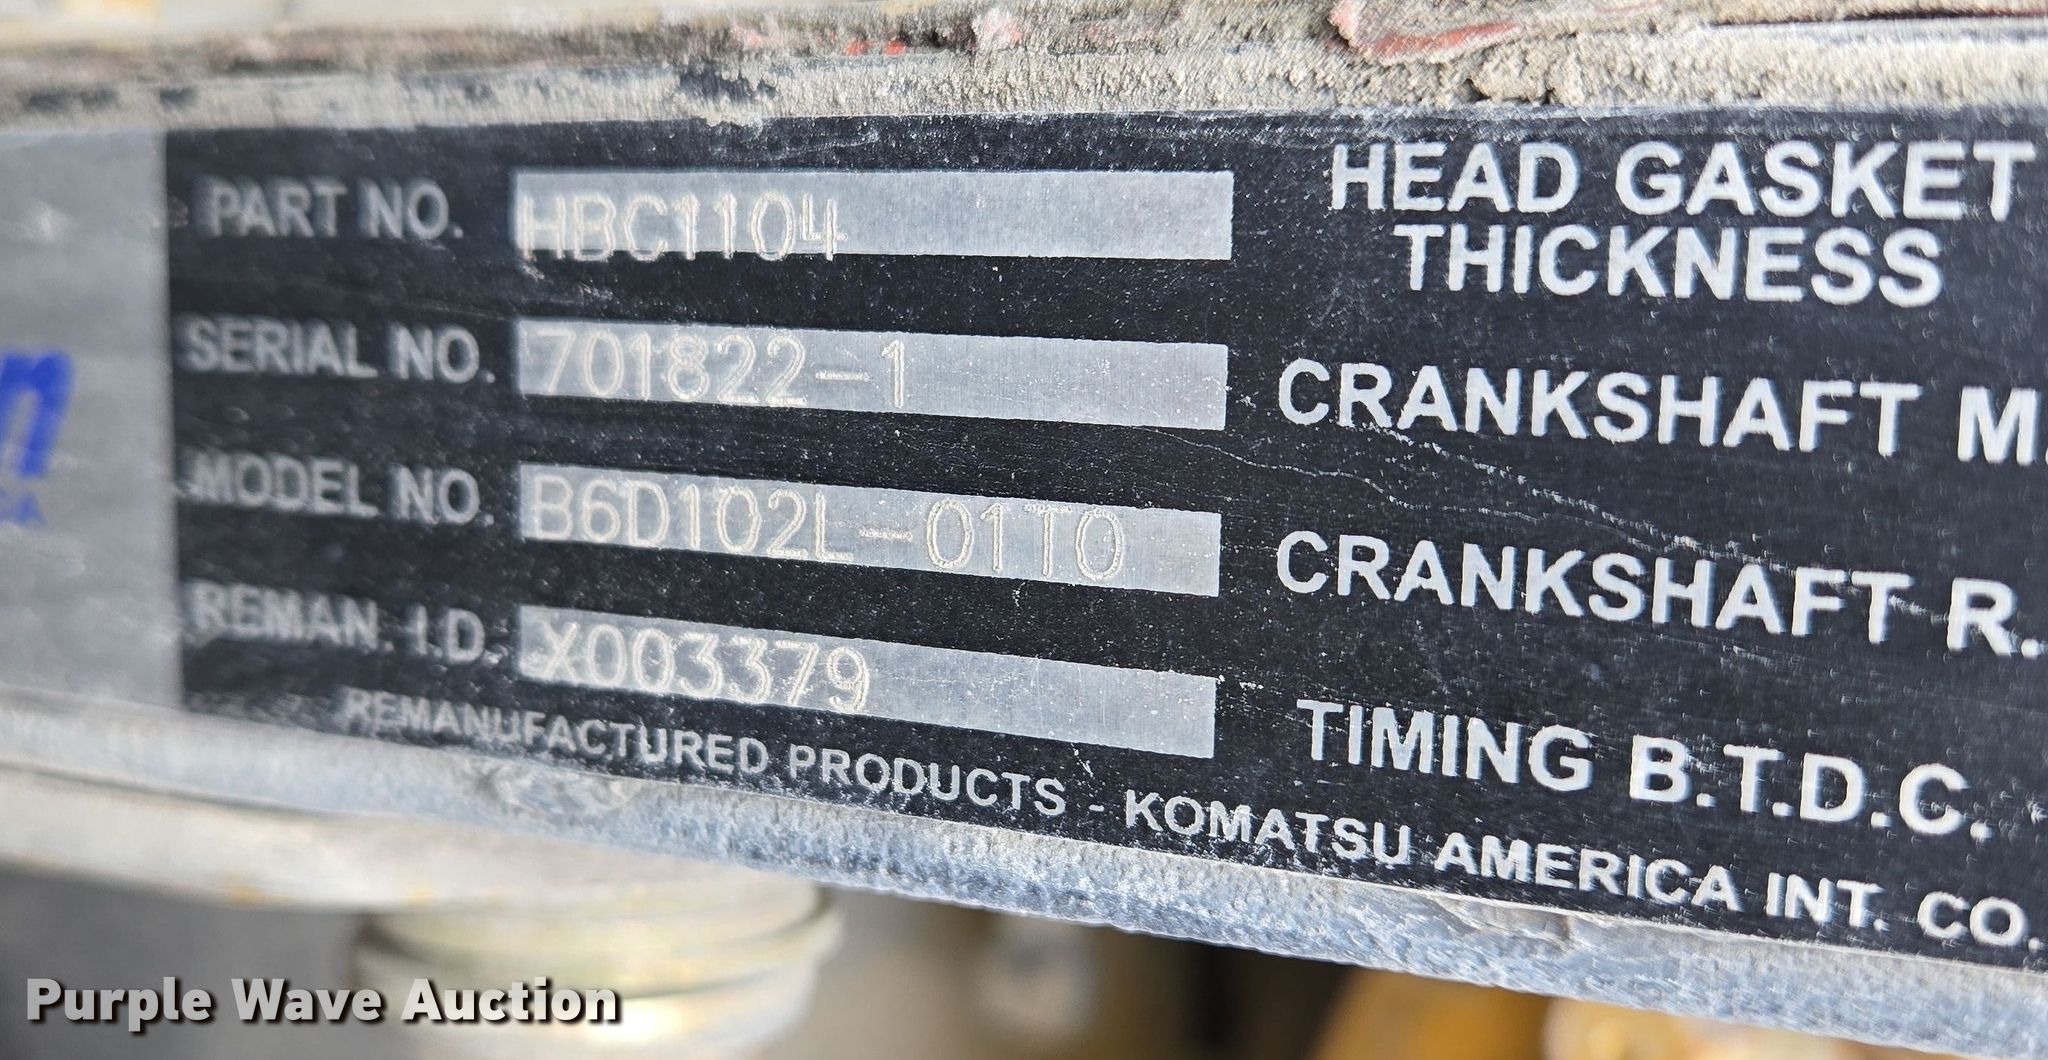 PART NO. HBC1104
SERIAL NO. 701822-1
MODEL NO. B6D102L-01T0
REMAN. I.D. X003379
REMANUFACTURED PRODUCTS - KOMATSU AMERICA INT. CO.
HEAD GASKET
THICKNESS
CRANKSHAFT M.
CRANKSHAFT R.
TIMING B.T.D.C.
Purple Wave Auction